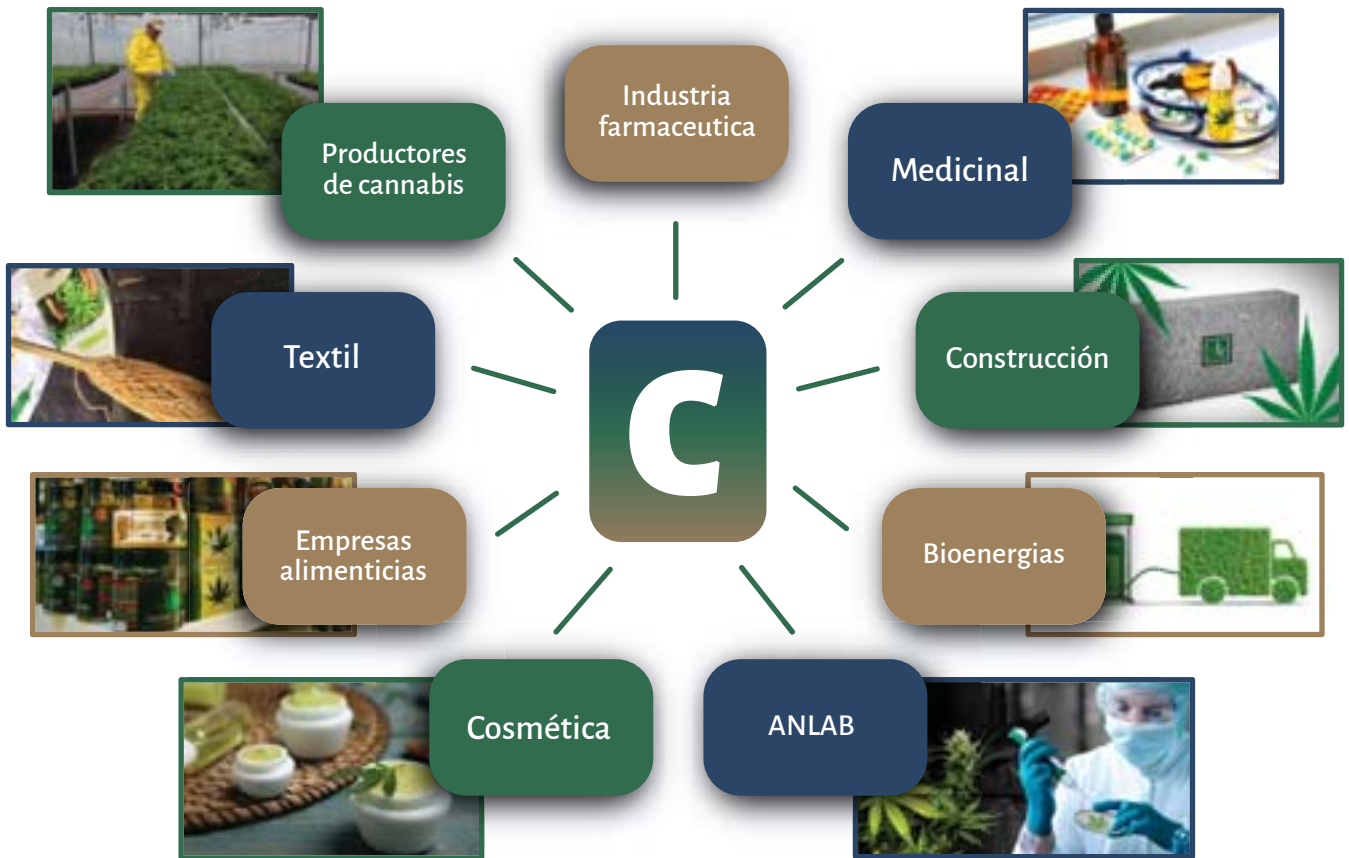 Industria
farmaceutica
Productores
de cannabis
Medicinal
Textil
Construcción
C
Empresas
alimenticias
Bioenergias
Cosmética
ANLAB